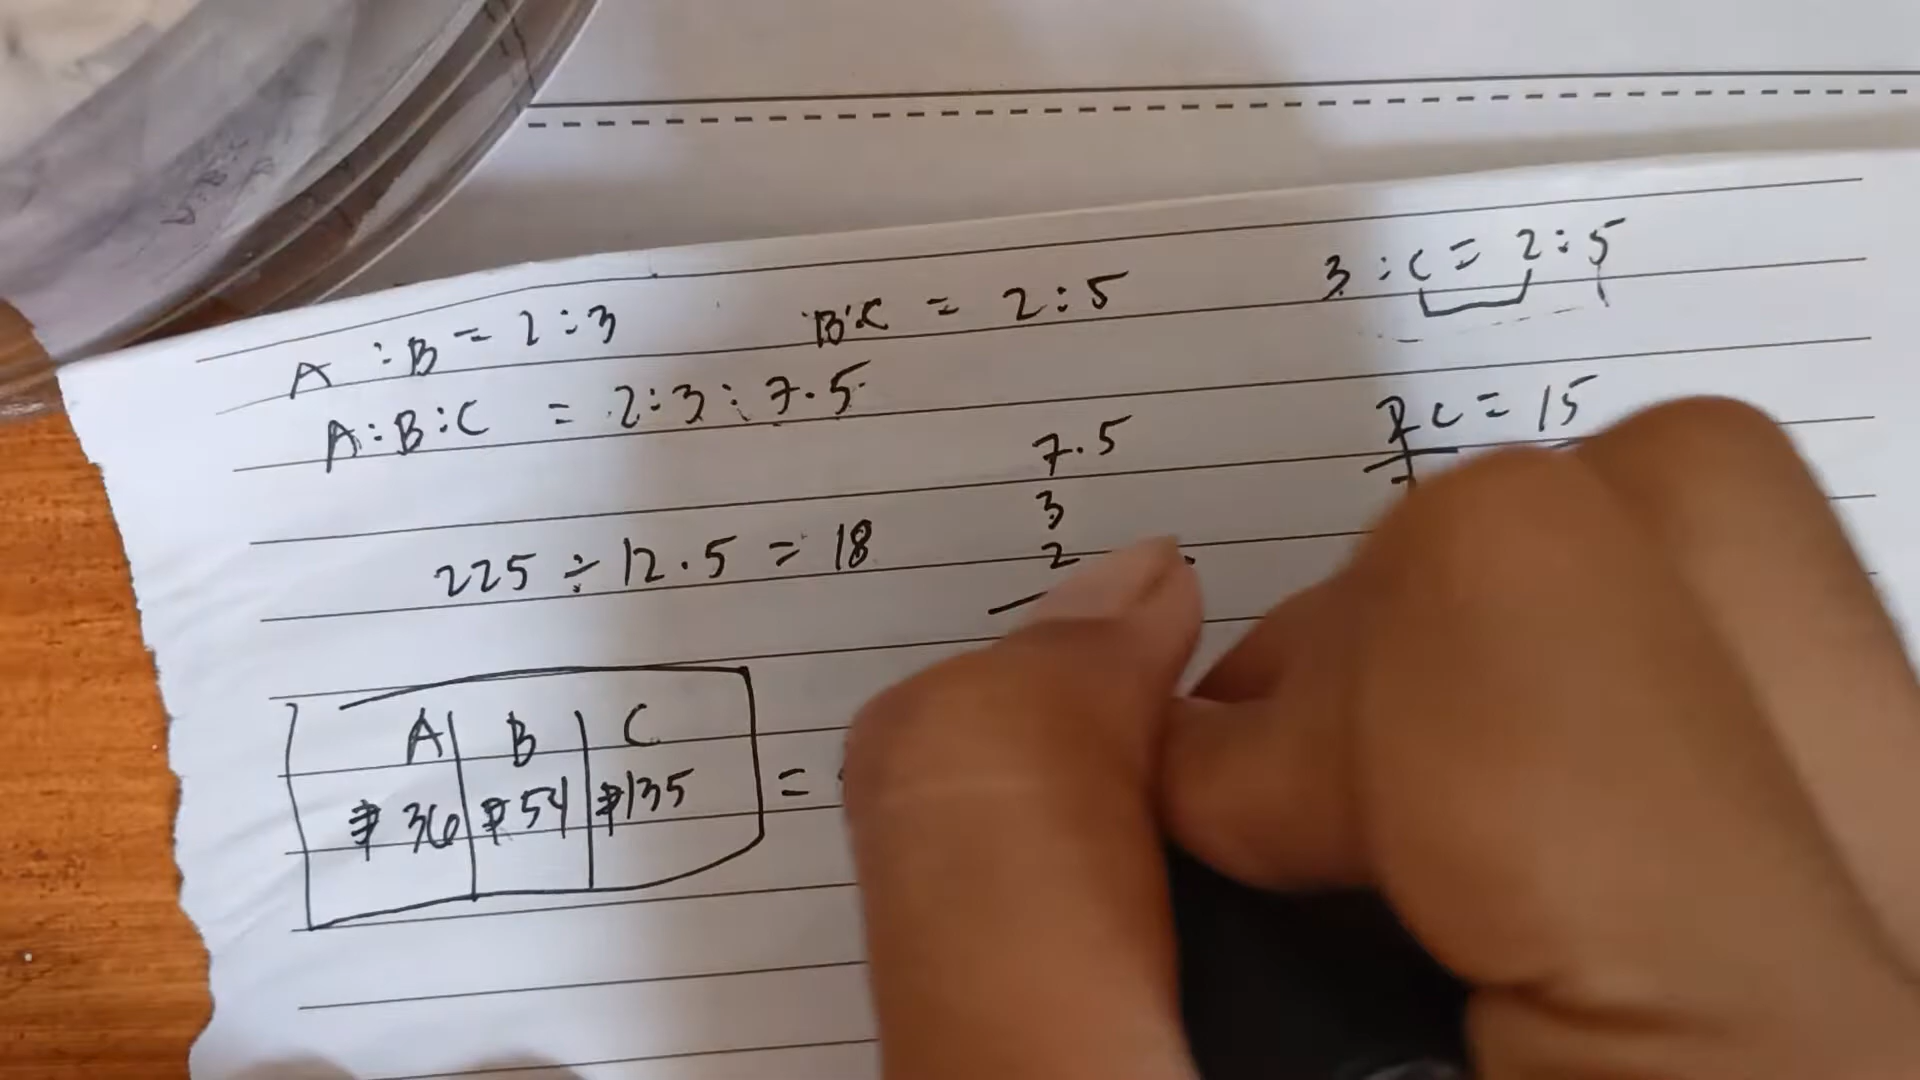 A : B = 2 : 3
B:C = 2 : 5
3 : C = 2 : 5
A : B : C = 2 : 3 : 7.5
7.5
3
2
2C = 15
225 ÷ 12.5 = 18
A B C
₱ 36 ₱ 54 ₱135 =